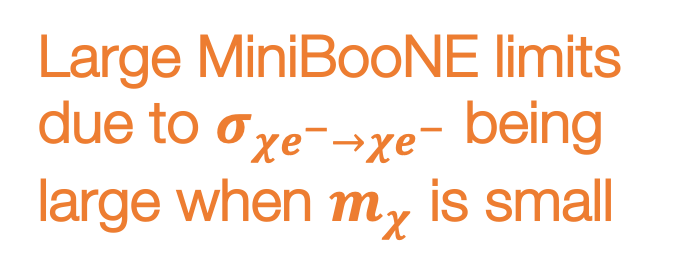 Large MiniBooNE limits
due to σχe⁻→χe⁻ being
large when mχ is small